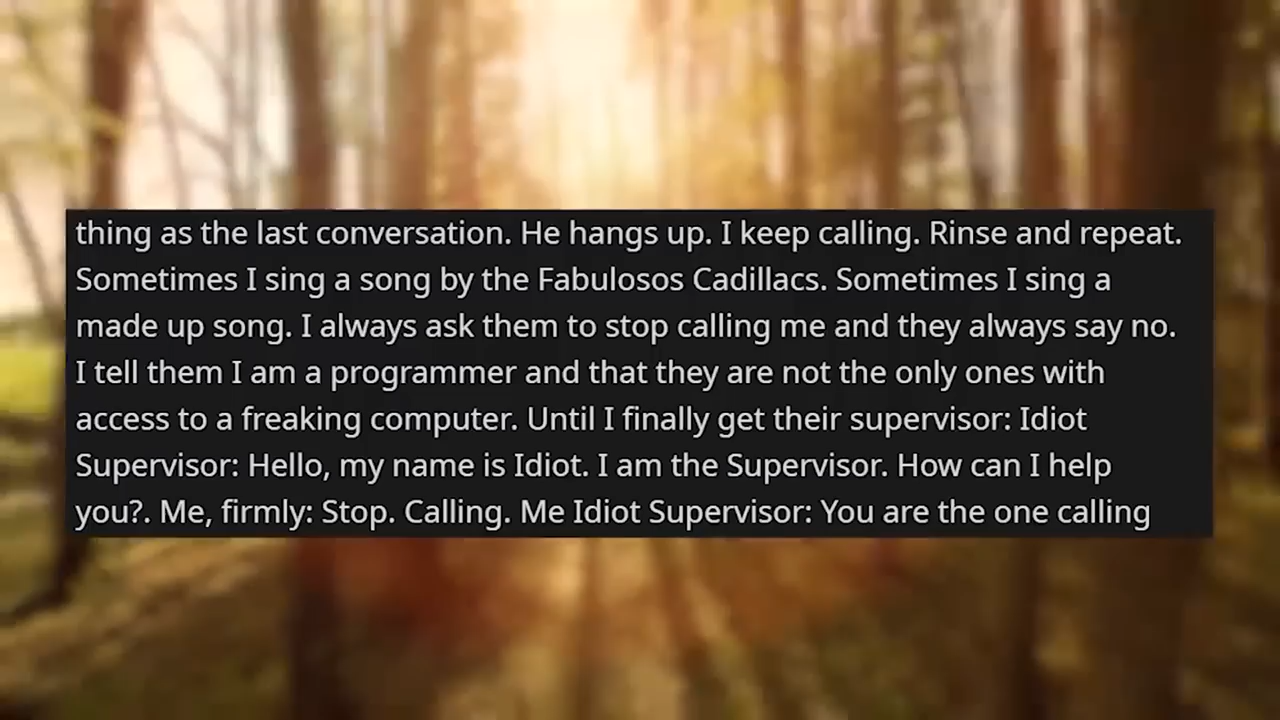 thing as the last conversation. He hangs up. I keep calling. Rinse and repeat.
Sometimes I sing a song by the Fabulosos Cadillacs. Sometimes I sing a
made up song. I always ask them to stop calling me and they always say no.
I tell them I am a programmer and that they are not the only ones with
access to a freaking computer. Until I finally get their supervisor: Idiot
Supervisor: Hello, my name is Idiot. I am the Supervisor. How can I help
you?. Me, firmly: Stop. Calling. Me Idiot Supervisor: You are the one calling